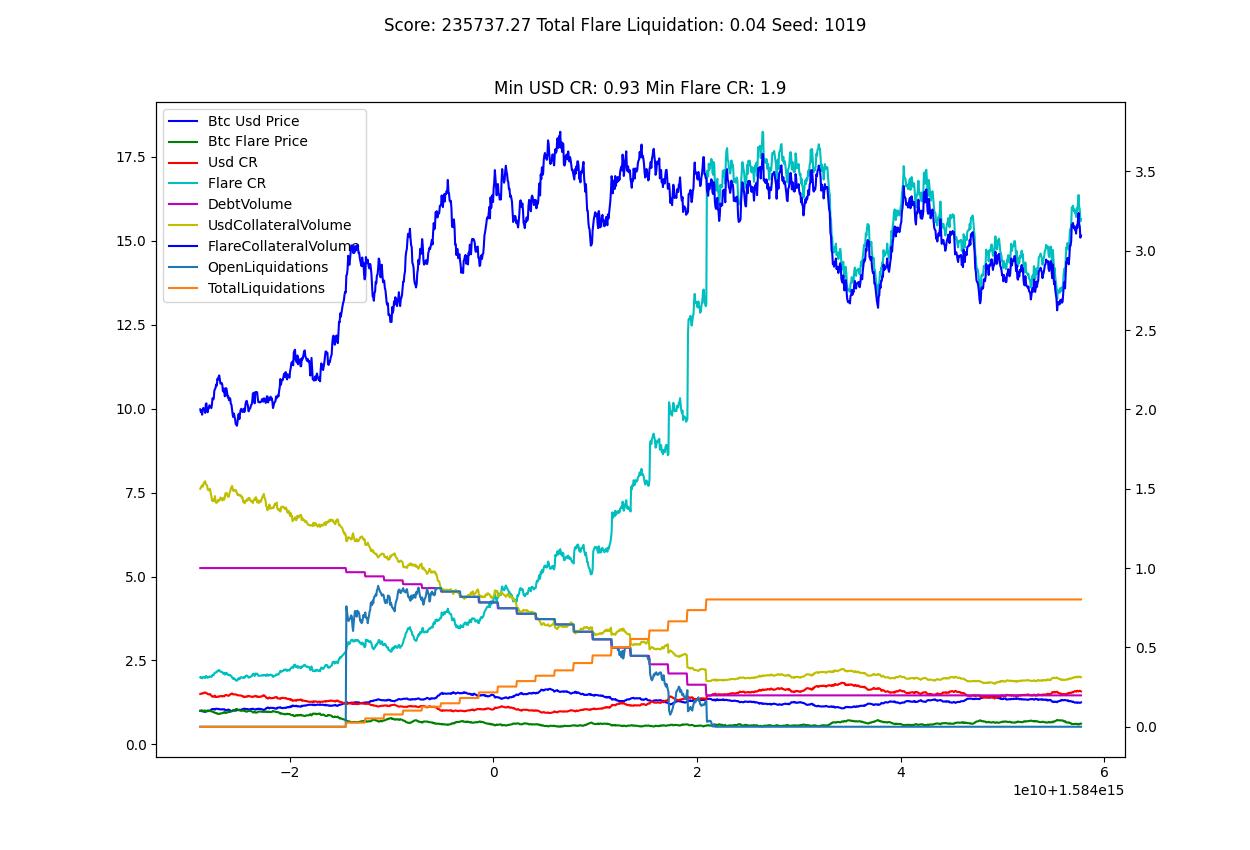 Score: 235737.27 Total Flare Liquidation: 0.04 Seed: 1019
Min USD CR: 0.93 Min Flare CR: 1.9
Btc Usd Price
Btc Flare Price
Usd CR
Flare CR
DebtVolume
UsdCollateralVolume
FlareCollateralVolume
OpenLiquidations
TotalLiquidations
17.5
15.0
12.5
10.0
7.5
5.0
2.5
0.0
3.5
3.0
2.5
2.0
1.5
1.0
0.5
0.0
−2 0 2 4 6
1e10+1.584e15